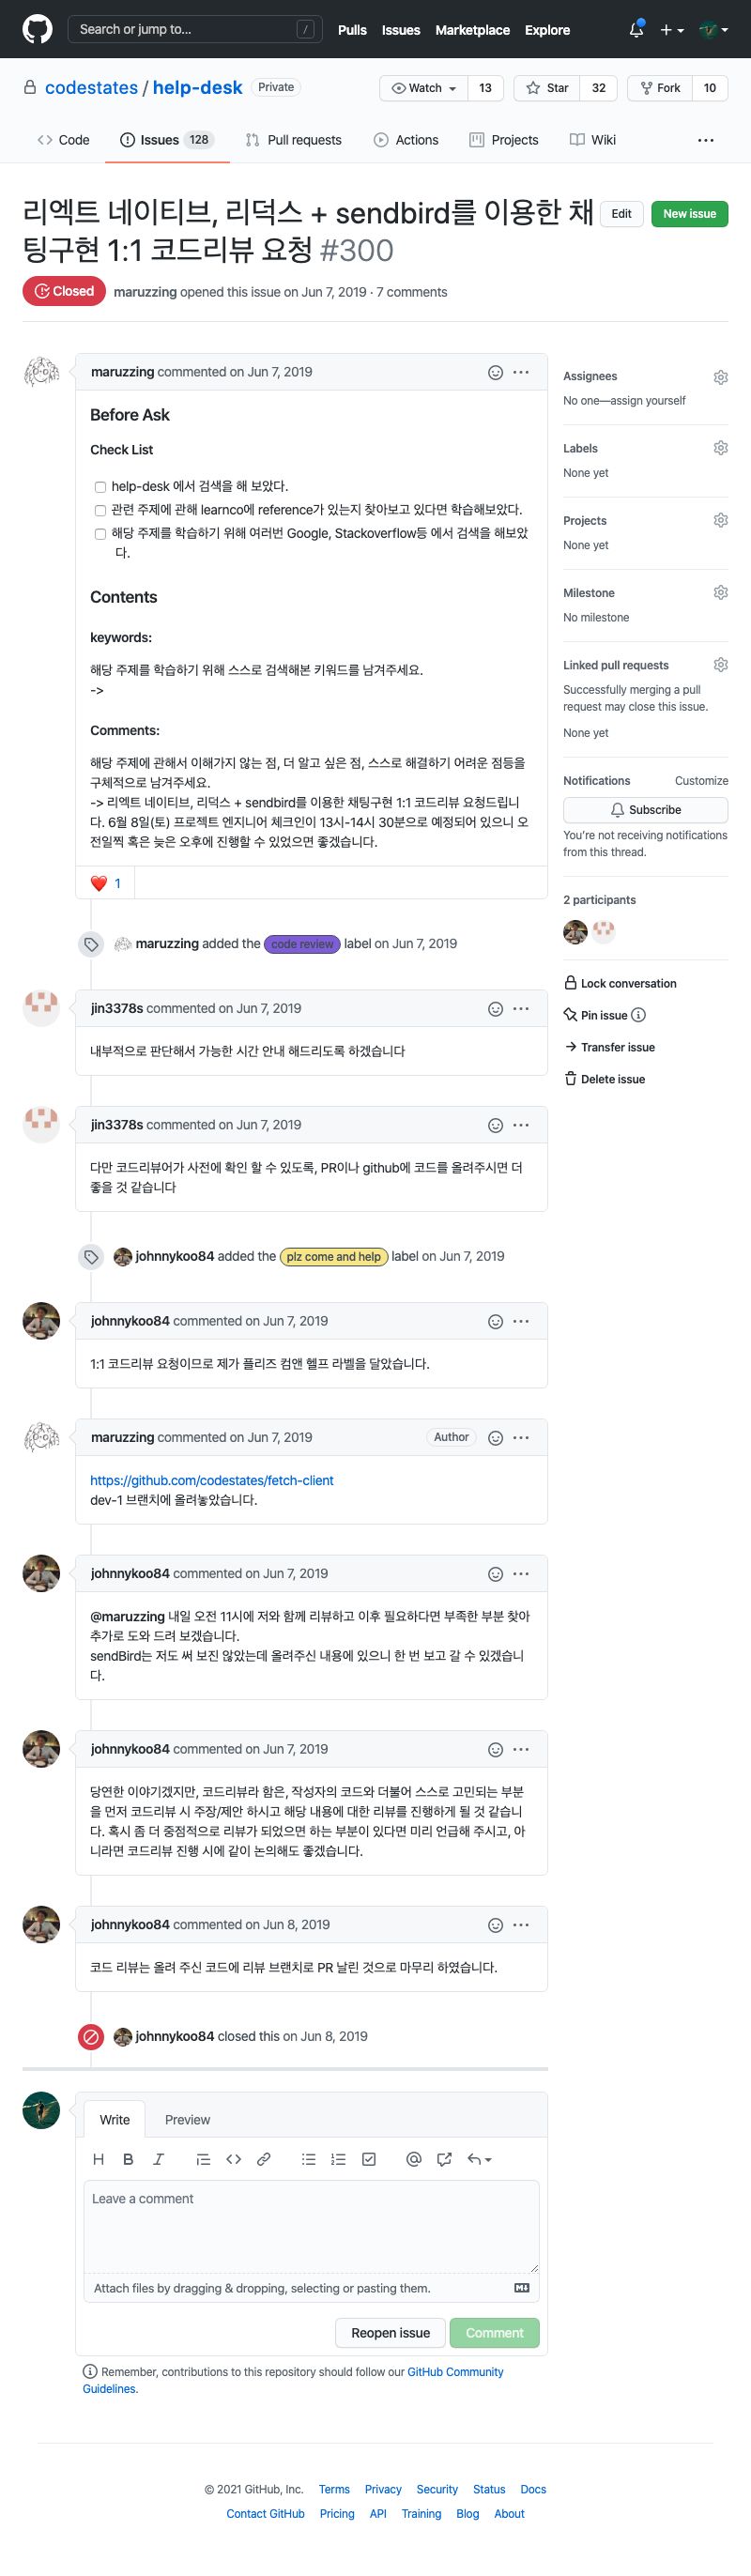 Search or jump to...
/
Pulls Issues Marketplace Explore
codestates / help-desk Private
Watch 13 Star 32 Fork 10
Code Issues 128 Pull requests Actions Projects Wiki
리엑트 네이티브, 리덕스 + sendbird를 이용한 채
팅구현 1:1 코드리뷰 요청 #300
Edit New issue
Closed maruzzing opened this issue on Jun 7, 2019 · 7 comments
maruzzing commented on Jun 7, 2019
Before Ask
Check List
help-desk 에서 검색을 해 보았다.
관련 주제에 관해 learnco에 reference가 있는지 찾아보고 있다면 학습해보았다.
해당 주제를 학습하기 위해 여러번 Google, Stackoverflow등 에서 검색을 해보았
다.
Contents
keywords:
해당 주제를 학습하기 위해 스스로 검색해본 키워드를 남겨주세요.
->
Comments:
해당 주제에 관해서 이해가지 않는 점, 더 알고 싶은 점, 스스로 해결하기 어려운 점등을
구체적으로 남겨주세요.
-> 리엑트 네이티브, 리덕스 + sendbird를 이용한 채팅구현 1:1 코드리뷰 요청드립니
다. 6월 8일(토) 프로젝트 엔지니어 체크인이 13시-14시 30분으로 예정되어 있으니 오
전일찍 혹은 늦은 오후에 진행할 수 있었으면 좋겠습니다.
❤️ 1
maruzzing added the code review label on Jun 7, 2019
jin3378s commented on Jun 7, 2019
내부적으로 판단해서 가능한 시간 안내 해드리도록 하겠습니다
jin3378s commented on Jun 7, 2019
다만 코드리뷰어가 사전에 확인 할 수 있도록, PR이나 github에 코드를 올려주시면 더
좋을 것 같습니다
johnnykoo84 added the plz come and help label on Jun 7, 2019
johnnykoo84 commented on Jun 7, 2019
1:1 코드리뷰 요청이므로 제가 플리즈 컴앤 헬프 라벨을 달았습니다.
maruzzing commented on Jun 7, 2019 Author
https://github.com/codestates/fetch-client
dev-1 브랜치에 올려놓았습니다.
johnnykoo84 commented on Jun 7, 2019
@maruzzing 내일 오전 11시에 저와 함께 리뷰하고 이후 필요하다면 부족한 부분 찾아
추가로 도와 드려 보겠습니다.
sendBird는 저도 써 보진 않았는데 올려주신 내용에 있으니 한 번 보고 갈 수 있겠습니
다.
johnnykoo84 commented on Jun 7, 2019
당연한 이야기겠지만, 코드리뷰라 함은, 작성자의 코드와 더불어 스스로 고민되는 부분
을 먼저 코드리뷰 시 주장/제안 하시고 해당 내용에 대한 리뷰를 진행하게 될 것 같습니
다. 혹시 좀 더 중점적으로 리뷰가 되었으면 하는 부분이 있다면 미리 언급해 주시고, 아
니라면 코드리뷰 진행 시에 같이 논의해도 좋겠습니다.
johnnykoo84 commented on Jun 8, 2019
코드 리뷰는 올려 주신 코드에 리뷰 브랜치로 PR 날린 것으로 마무리 하였습니다.
johnnykoo84 closed this on Jun 8, 2019
Write Preview
Leave a comment
Attach files by dragging & dropping, selecting or pasting them.
Reopen issue Comment
Remember, contributions to this repository should follow our GitHub Community
Guidelines.
Assignees
No one—assign yourself
Labels
None yet
Projects
None yet
Milestone
No milestone
Linked pull requests
Successfully merging a pull
request may close this issue.
None yet
Notifications Customize
Subscribe
You're not receiving notifications
from this thread.
2 participants
Lock conversation
Pin issue
Transfer issue
Delete issue
© 2021 GitHub, Inc. Terms Privacy Security Status Docs
Contact GitHub Pricing API Training Blog About